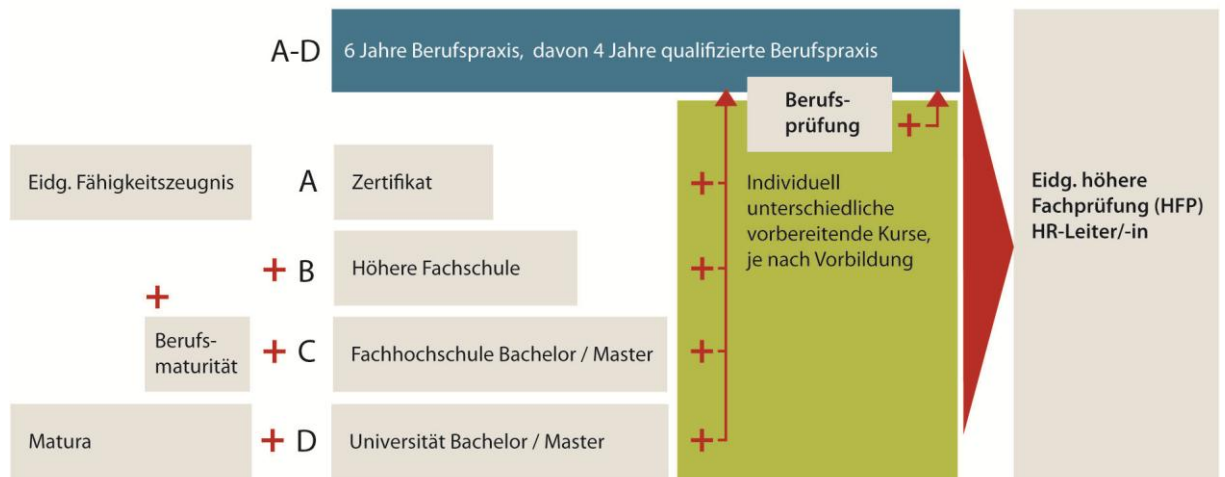 A-D
6 Jahre Berufspraxis, davon 4 Jahre qualifizierte Berufspraxis
Berufs-
prüfung
+
Eidg. Fähigkeitszeugnis
A
Zertifikat
+
Individuell
unterschiedliche
vorbereitende Kurse,
je nach Vorbildung
+ B
Höhere Fachschule
+
+
Berufs-
maturität
+ C
Fachhochschule Bachelor / Master
+
Matura
+ D
Universität Bachelor / Master
+
Eidg. höhere
Fachprüfung (HFP)
HR-Leiter/-in